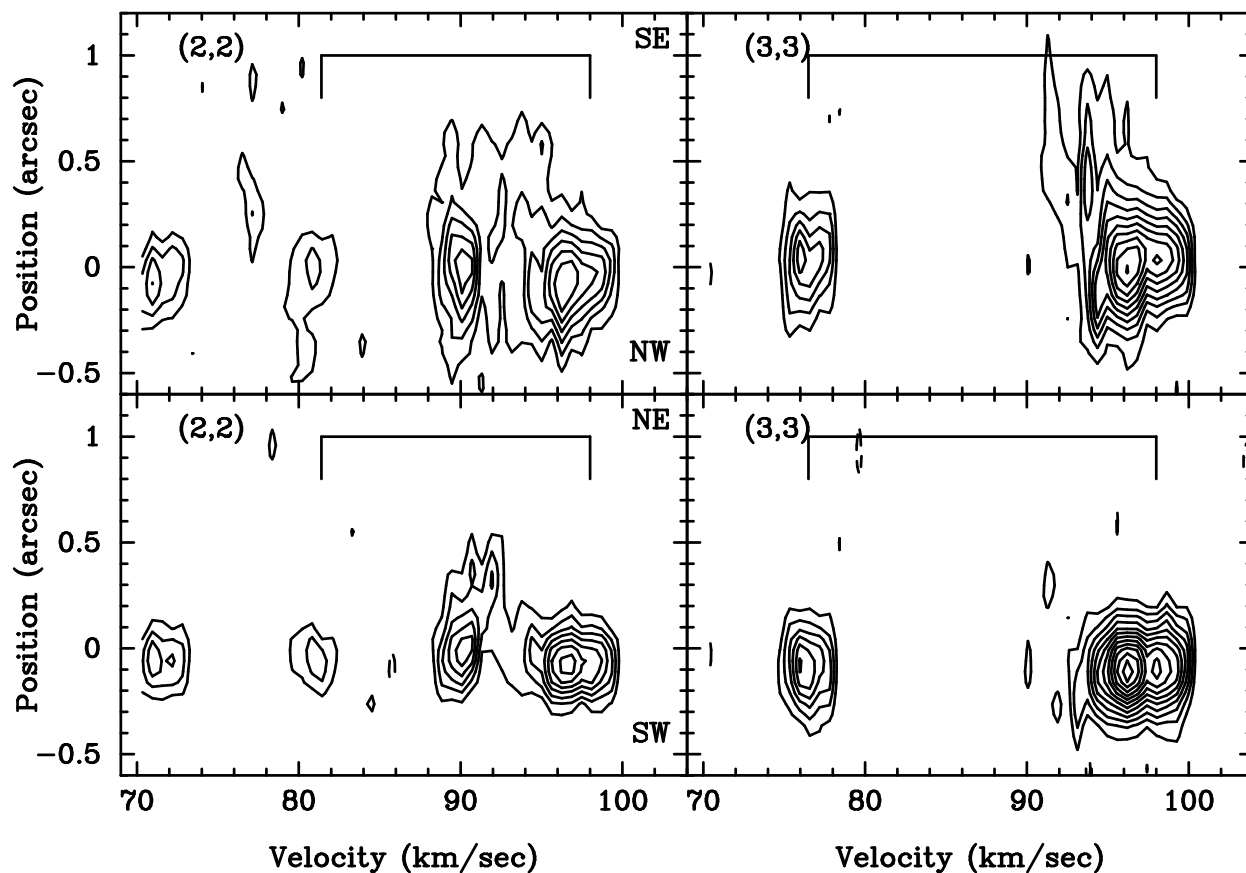 (2,2) SE (3,3)
1
0.5
0
−0.5
NW
Position (arcsec)
(2,2) NE (3,3)
1
0.5
0
−0.5
SW
Position (arcsec)
70 80 90 100 70 80 90 100
Velocity (km/sec) Velocity (km/sec)